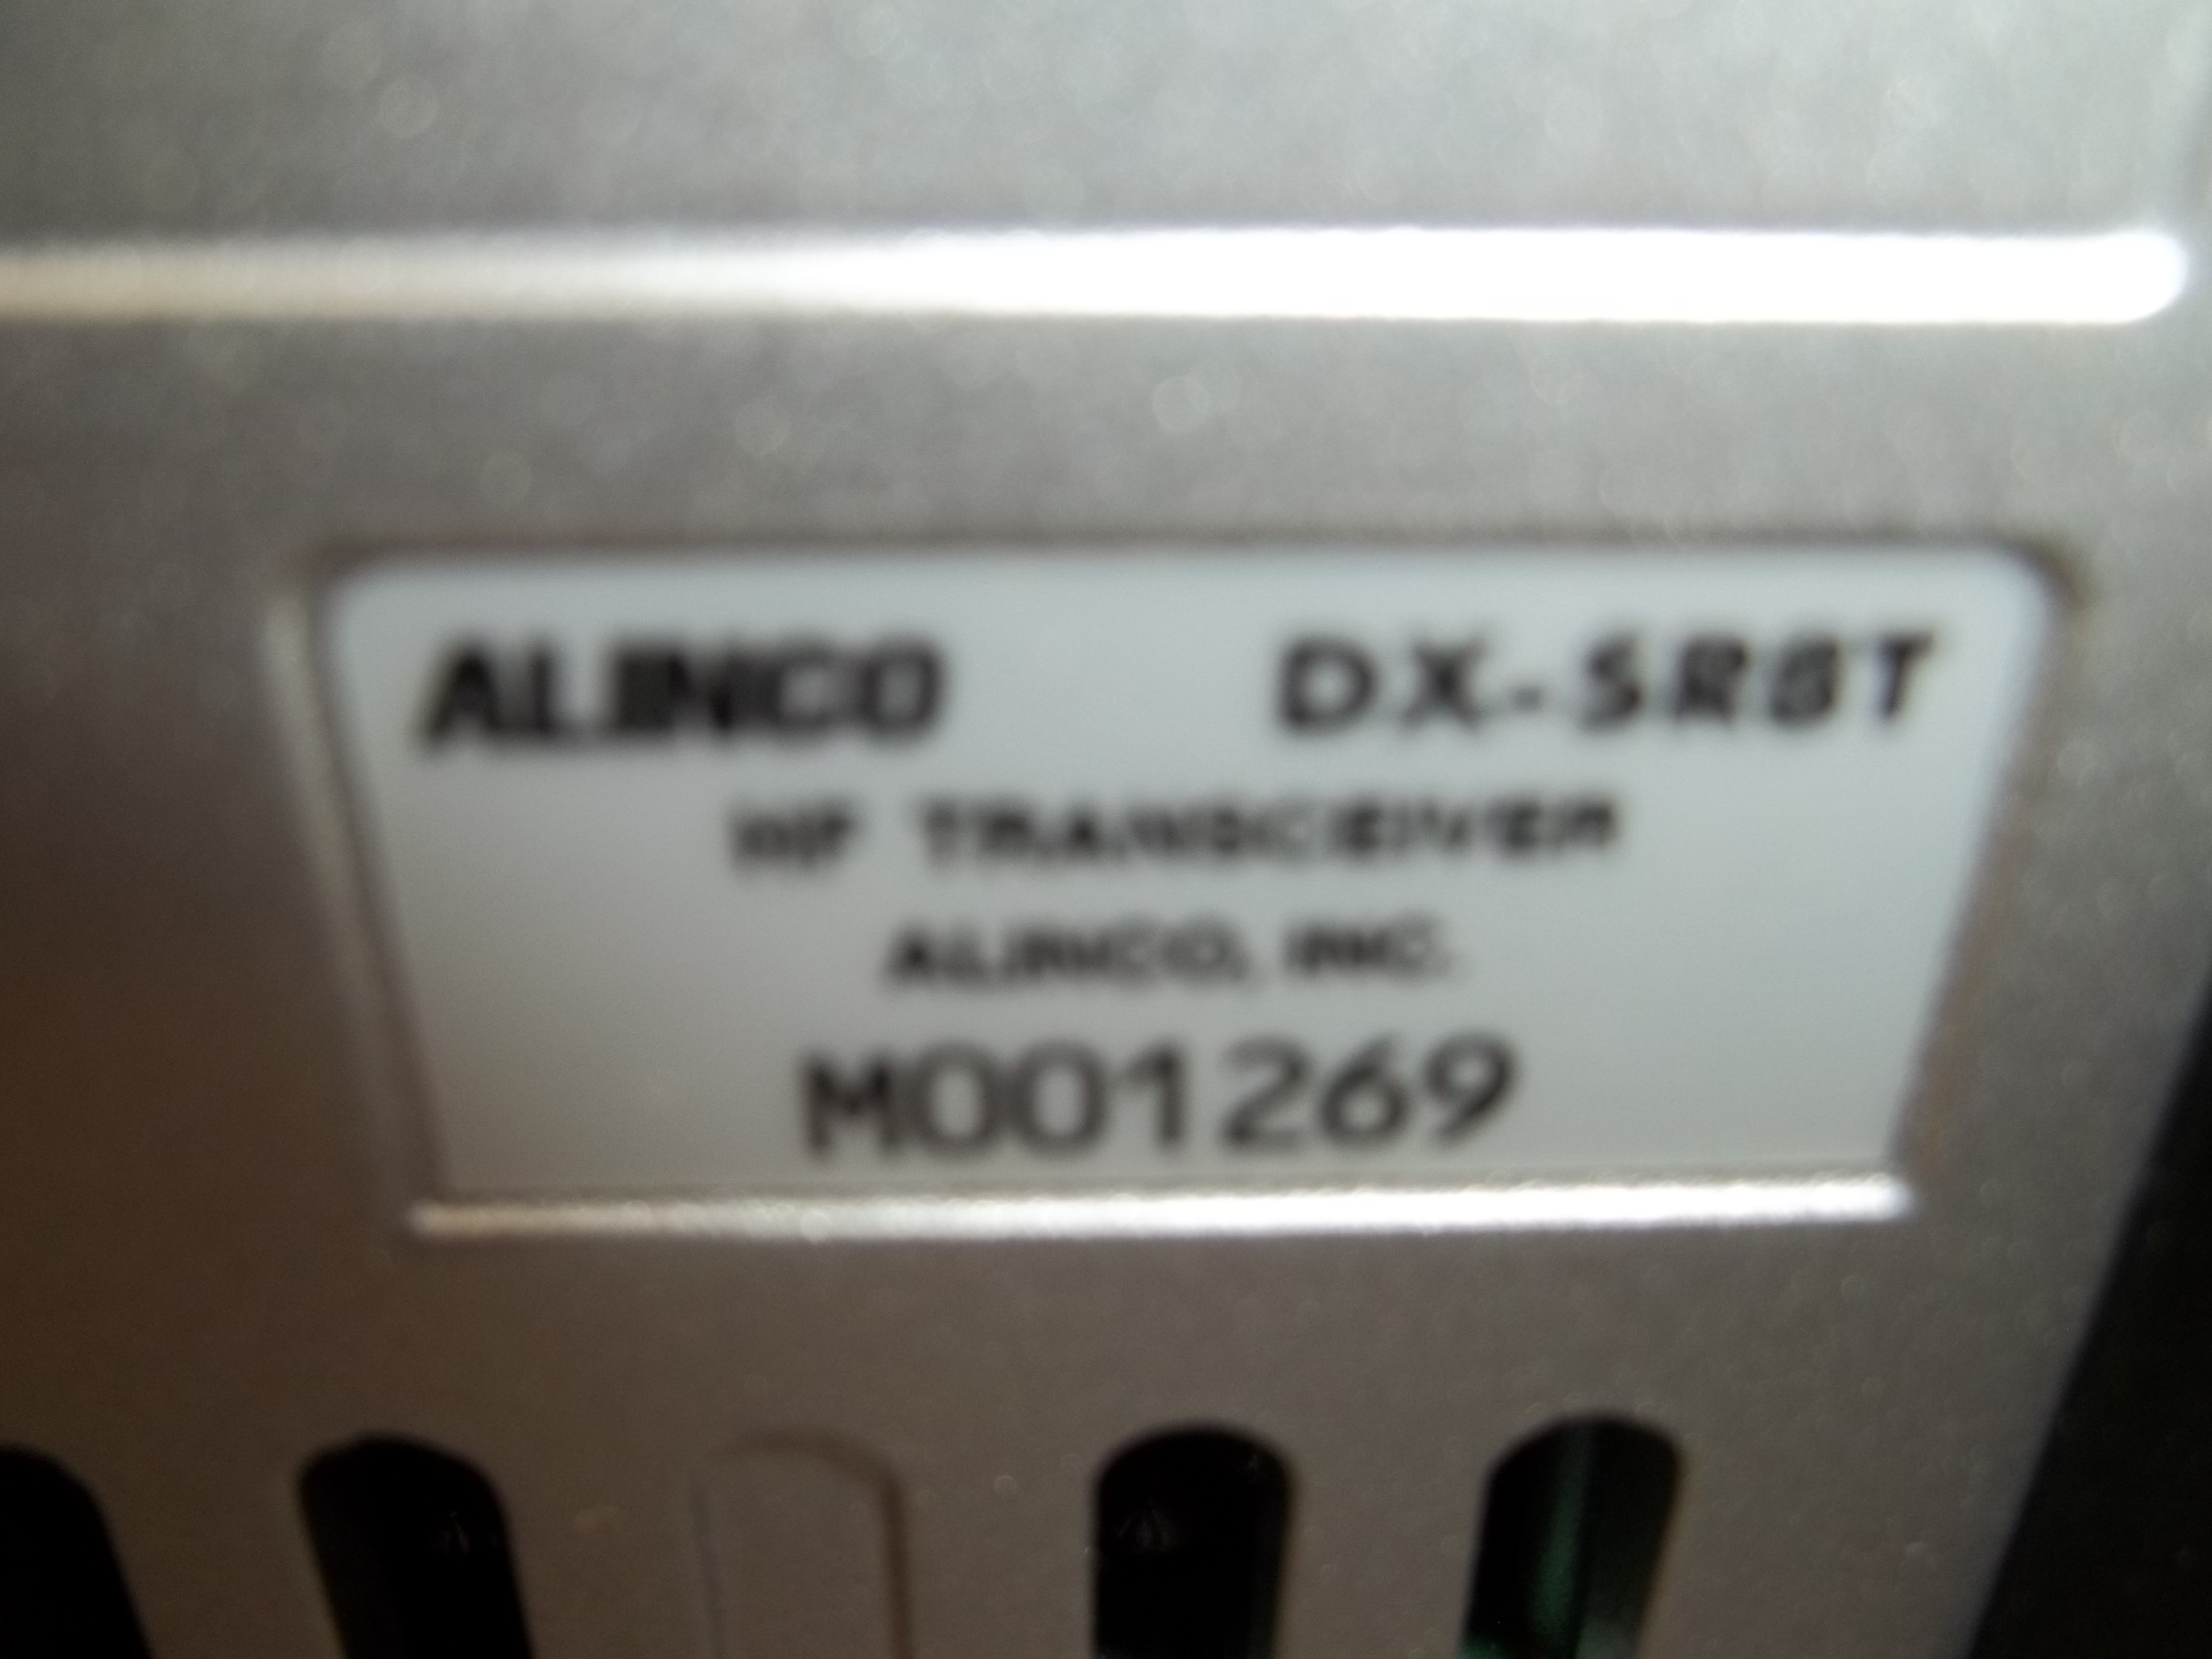 ALINCO DX-SR8T
HF TRANSCEIVER
ALINCO, INC.
M001269